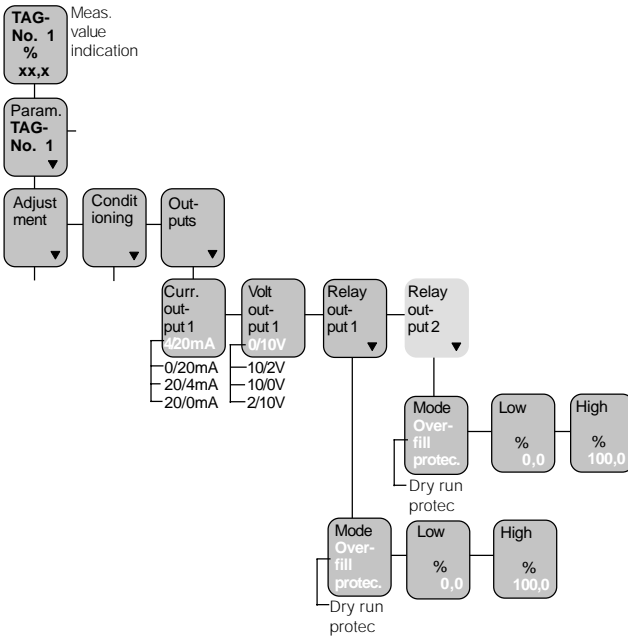 TAG-
No. 1
%
xx,x
Meas.
value
indication
Param.
TAG-
No. 1
Adjust
ment
Condit
ioning
Out-
puts
Curr.
out-
put 1
4/20mA
0/20mA
20/4mA
20/0mA
Volt
out-
put 1
0/10V
10/2V
10/0V
2/10V
Relay
out-
put 1
Relay
out-
put 2
Mode
Over-
fill
protec.
Dry run
protec
Low
%
0,0
High
%
100,0
Mode
Over-
fill
protec.
Dry run
protec
Low
%
0,0
High
%
100,0